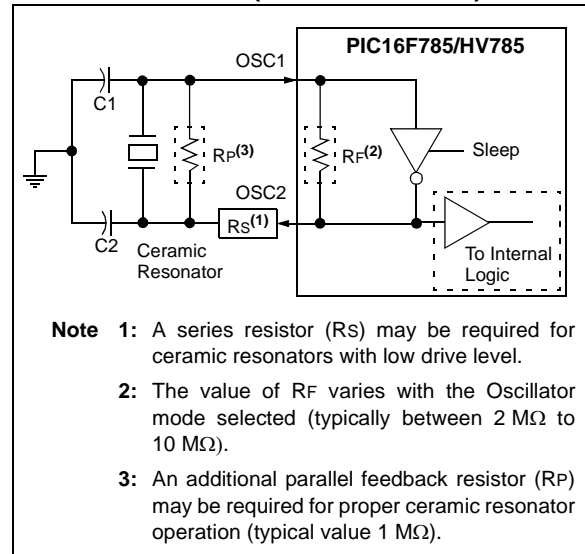 PIC16F785/HV785
OSC1
C1
RP(3)
RF(2)
Sleep
OSC2
RS(1)
C2
Ceramic
Resonator
To Internal
Logic
Note 1: A series resistor (RS) may be required for
ceramic resonators with low drive level.
2: The value of RF varies with the Oscillator
mode selected (typically between 2 MΩ to
10 MΩ).
3: An additional parallel feedback resistor (RP)
may be required for proper ceramic resonator
operation (typical value 1 MΩ).